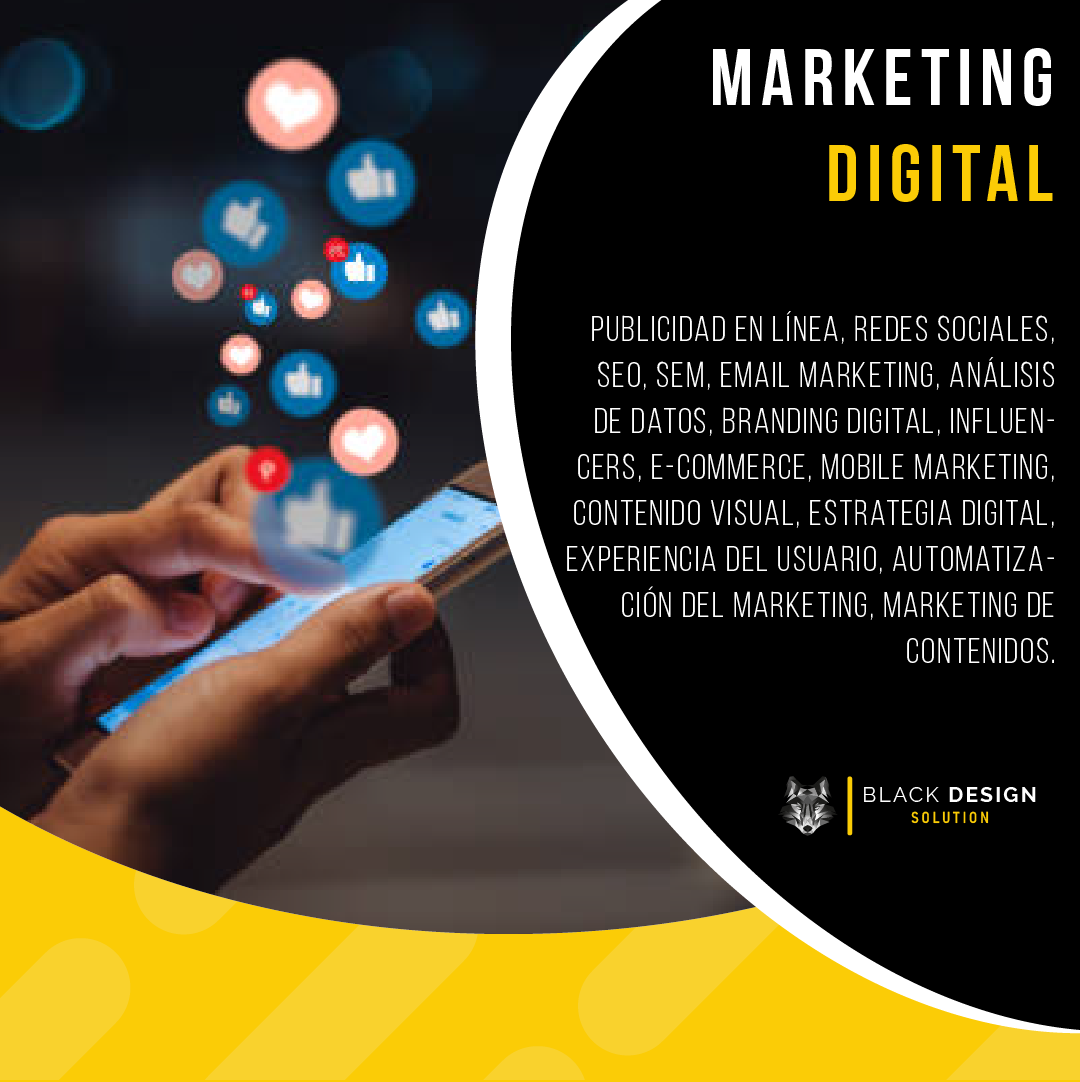 MARKETING
DIGITAL
PUBLICIDAD EN LÍNEA, REDES SOCIALES,
SEO, SEM, EMAIL MARKETING, ANÁLISIS
DE DATOS, BRANDING DIGITAL, INFLUEN-
CERS, E-COMMERCE, MOBILE MARKETING,
CONTENIDO VISUAL, ESTRATEGIA DIGITAL,
EXPERIENCIA DEL USUARIO, AUTOMATIZA-
CIÓN DEL MARKETING, MARKETING DE
CONTENIDOS.
BLACK DESIGN
SOLUTION